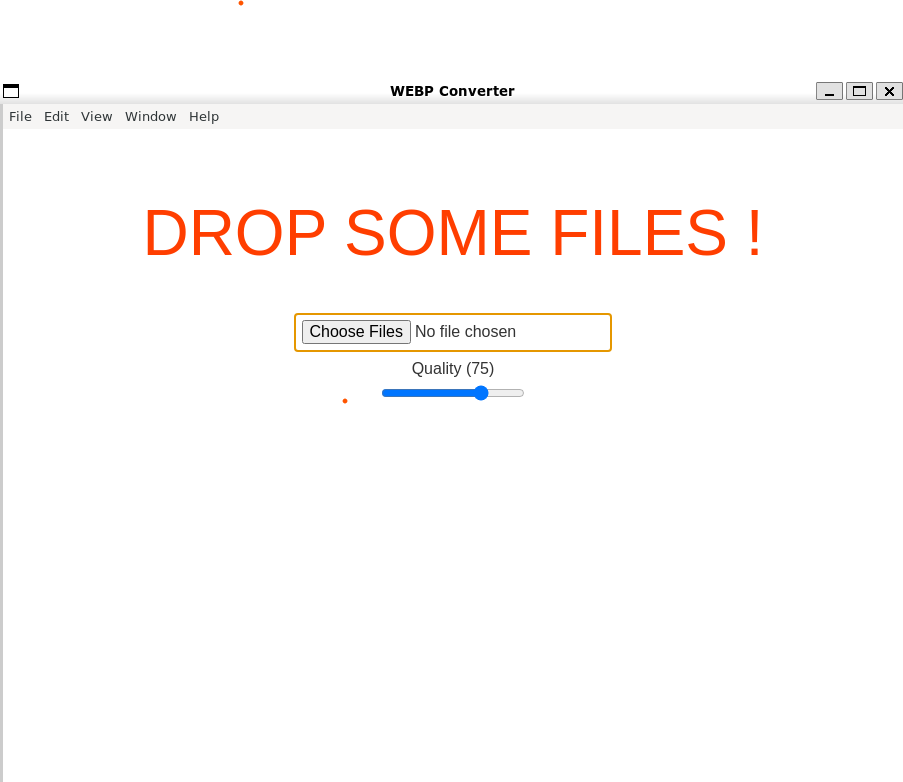 WEBP Converter
File Edit View Window Help
DROP SOME FILES !
Choose Files No file chosen
Quality (75)